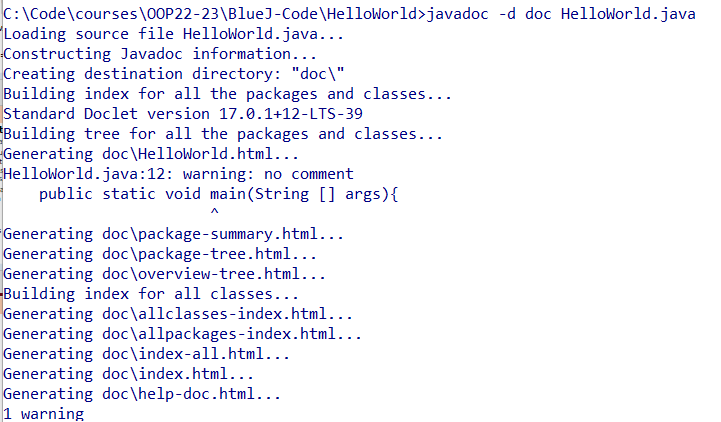 C:\Code\courses\OOP22-23\BlueJ-Code\HelloWorld>javadoc -d doc HelloWorld.java
Loading source file HelloWorld.java...
Constructing Javadoc information...
Creating destination directory: "doc\"
Building index for all the packages and classes...
Standard Doclet version 17.0.1+12-LTS-39
Building tree for all the packages and classes...
Generating doc\HelloWorld.html...
HelloWorld.java:12: warning: no comment
    public static void main(String [] args){
                       ^
Generating doc\package-summary.html...
Generating doc\package-tree.html...
Generating doc\overview-tree.html...
Building index for all classes...
Generating doc\allclasses-index.html...
Generating doc\allpackages-index.html...
Generating doc\index-all.html...
Generating doc\index.html...
Generating doc\help-doc.html...
1 warning